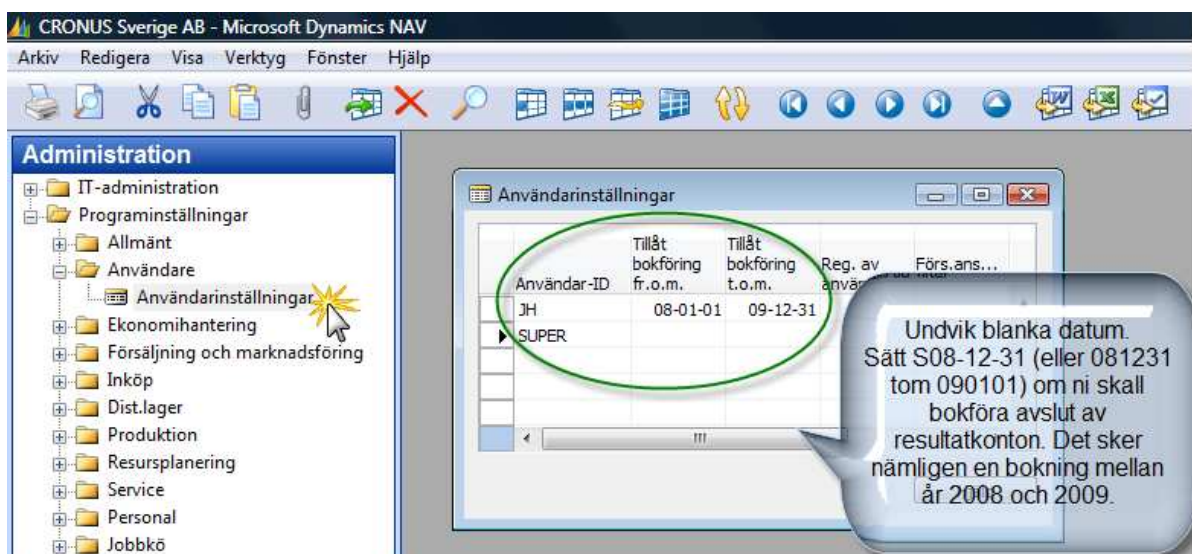 CRONUS Sverige AB - Microsoft Dynamics NAV
Arkiv Redigera Visa Verktyg Fönster Hjälp
Administration
IT-administration
Programinställningar
Allmänt
Användare
Användarinställningar
Ekonomihantering
Försäljning och marknadsföring
Inköp
Dist.lager
Produktion
Resursplanering
Service
Personal
Jobbkö
Användarinställningar
Användar-ID
Tillåt
bokföring
fr.o.m.
Tillåt
bokföring
t.o.m.
Reg. av
Förs.ans...
JH 08-01-01 09-12-31
SUPER
Undvik blanka datum.
Sätt S08-12-31 (eller 081231
tom 090101) om ni skall
bokföra avslut av
resultatkonton. Det sker
nämligen en bokning mellan
år 2008 och 2009.